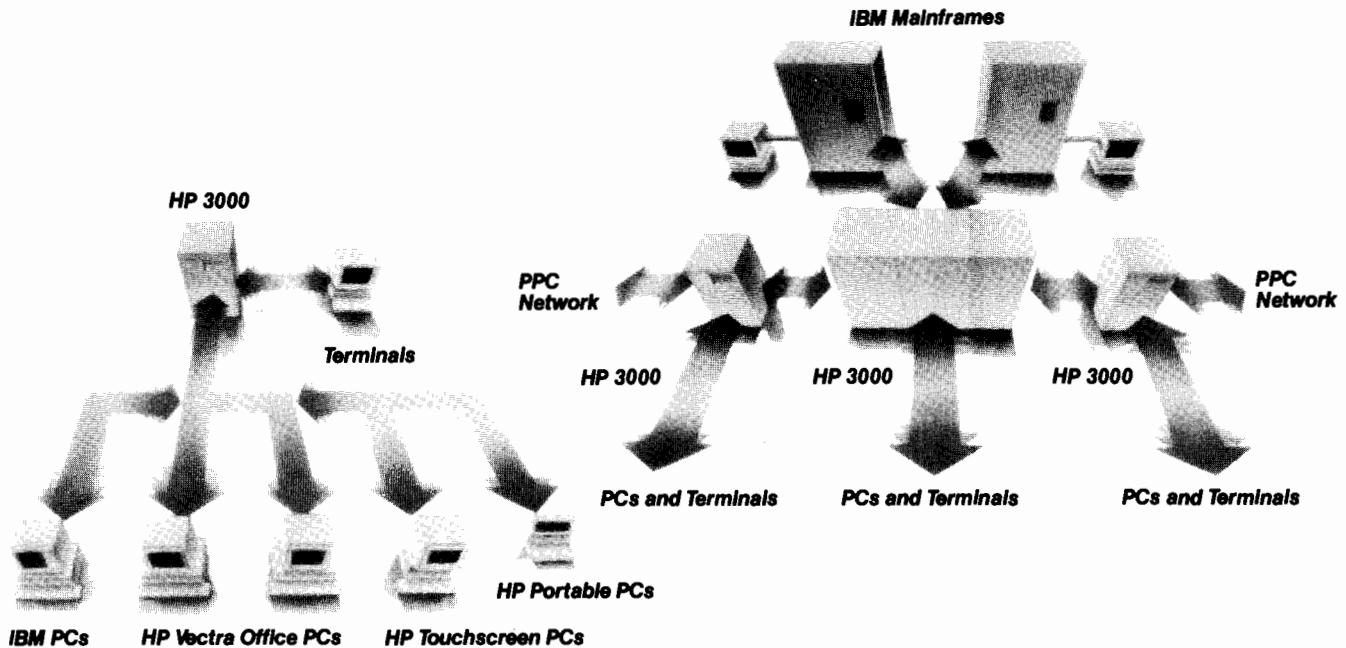 IBM Mainframes
HP 3000
Terminals
PPC
Network
PPC
Network
HP 3000
HP 3000
HP 3000
PCs and Terminals
PCs and Terminals
PCs and Terminals
HP Portable PCs
IBM PCs
HP Vectra Office PCs
HP Touchscreen PCs